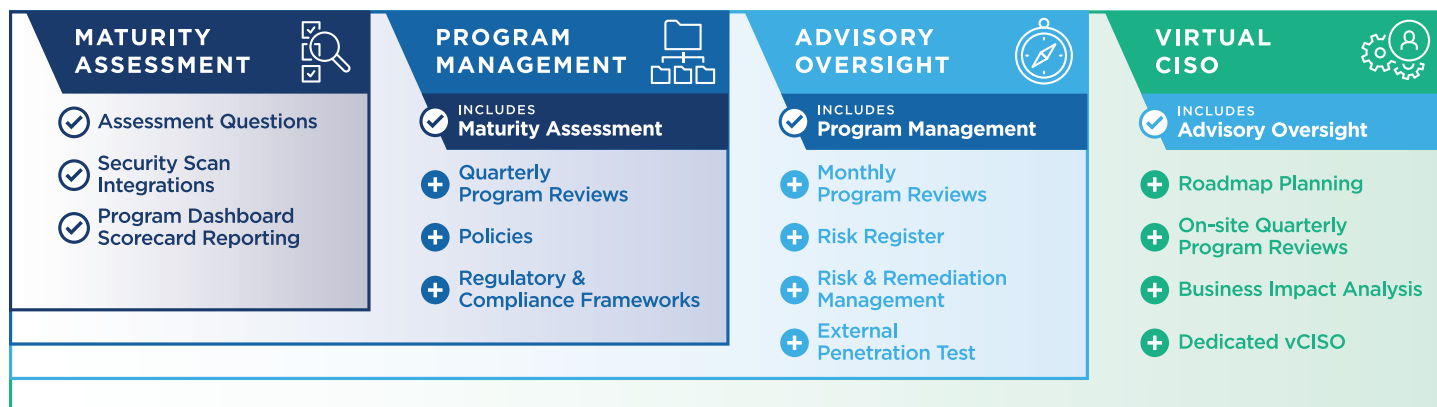 MATURITY
ASSESSMENT
Assessment Questions
Security Scan
Integrations
Program Dashboard
Scorecard Reporting
PROGRAM
MANAGEMENT
INCLUDES
Maturity Assessment
Quarterly
Program Reviews
Policies
Regulatory &
Compliance Frameworks
ADVISORY
OVERSIGHT
INCLUDES
Program Management
Monthly
Program Reviews
Risk Register
Risk & Remediation
Management
External
Penetration Test
VIRTUAL
CISO
INCLUDES
Advisory Oversight
Roadmap Planning
On-site Quarterly
Program Reviews
Business Impact Analysis
Dedicated vCISO